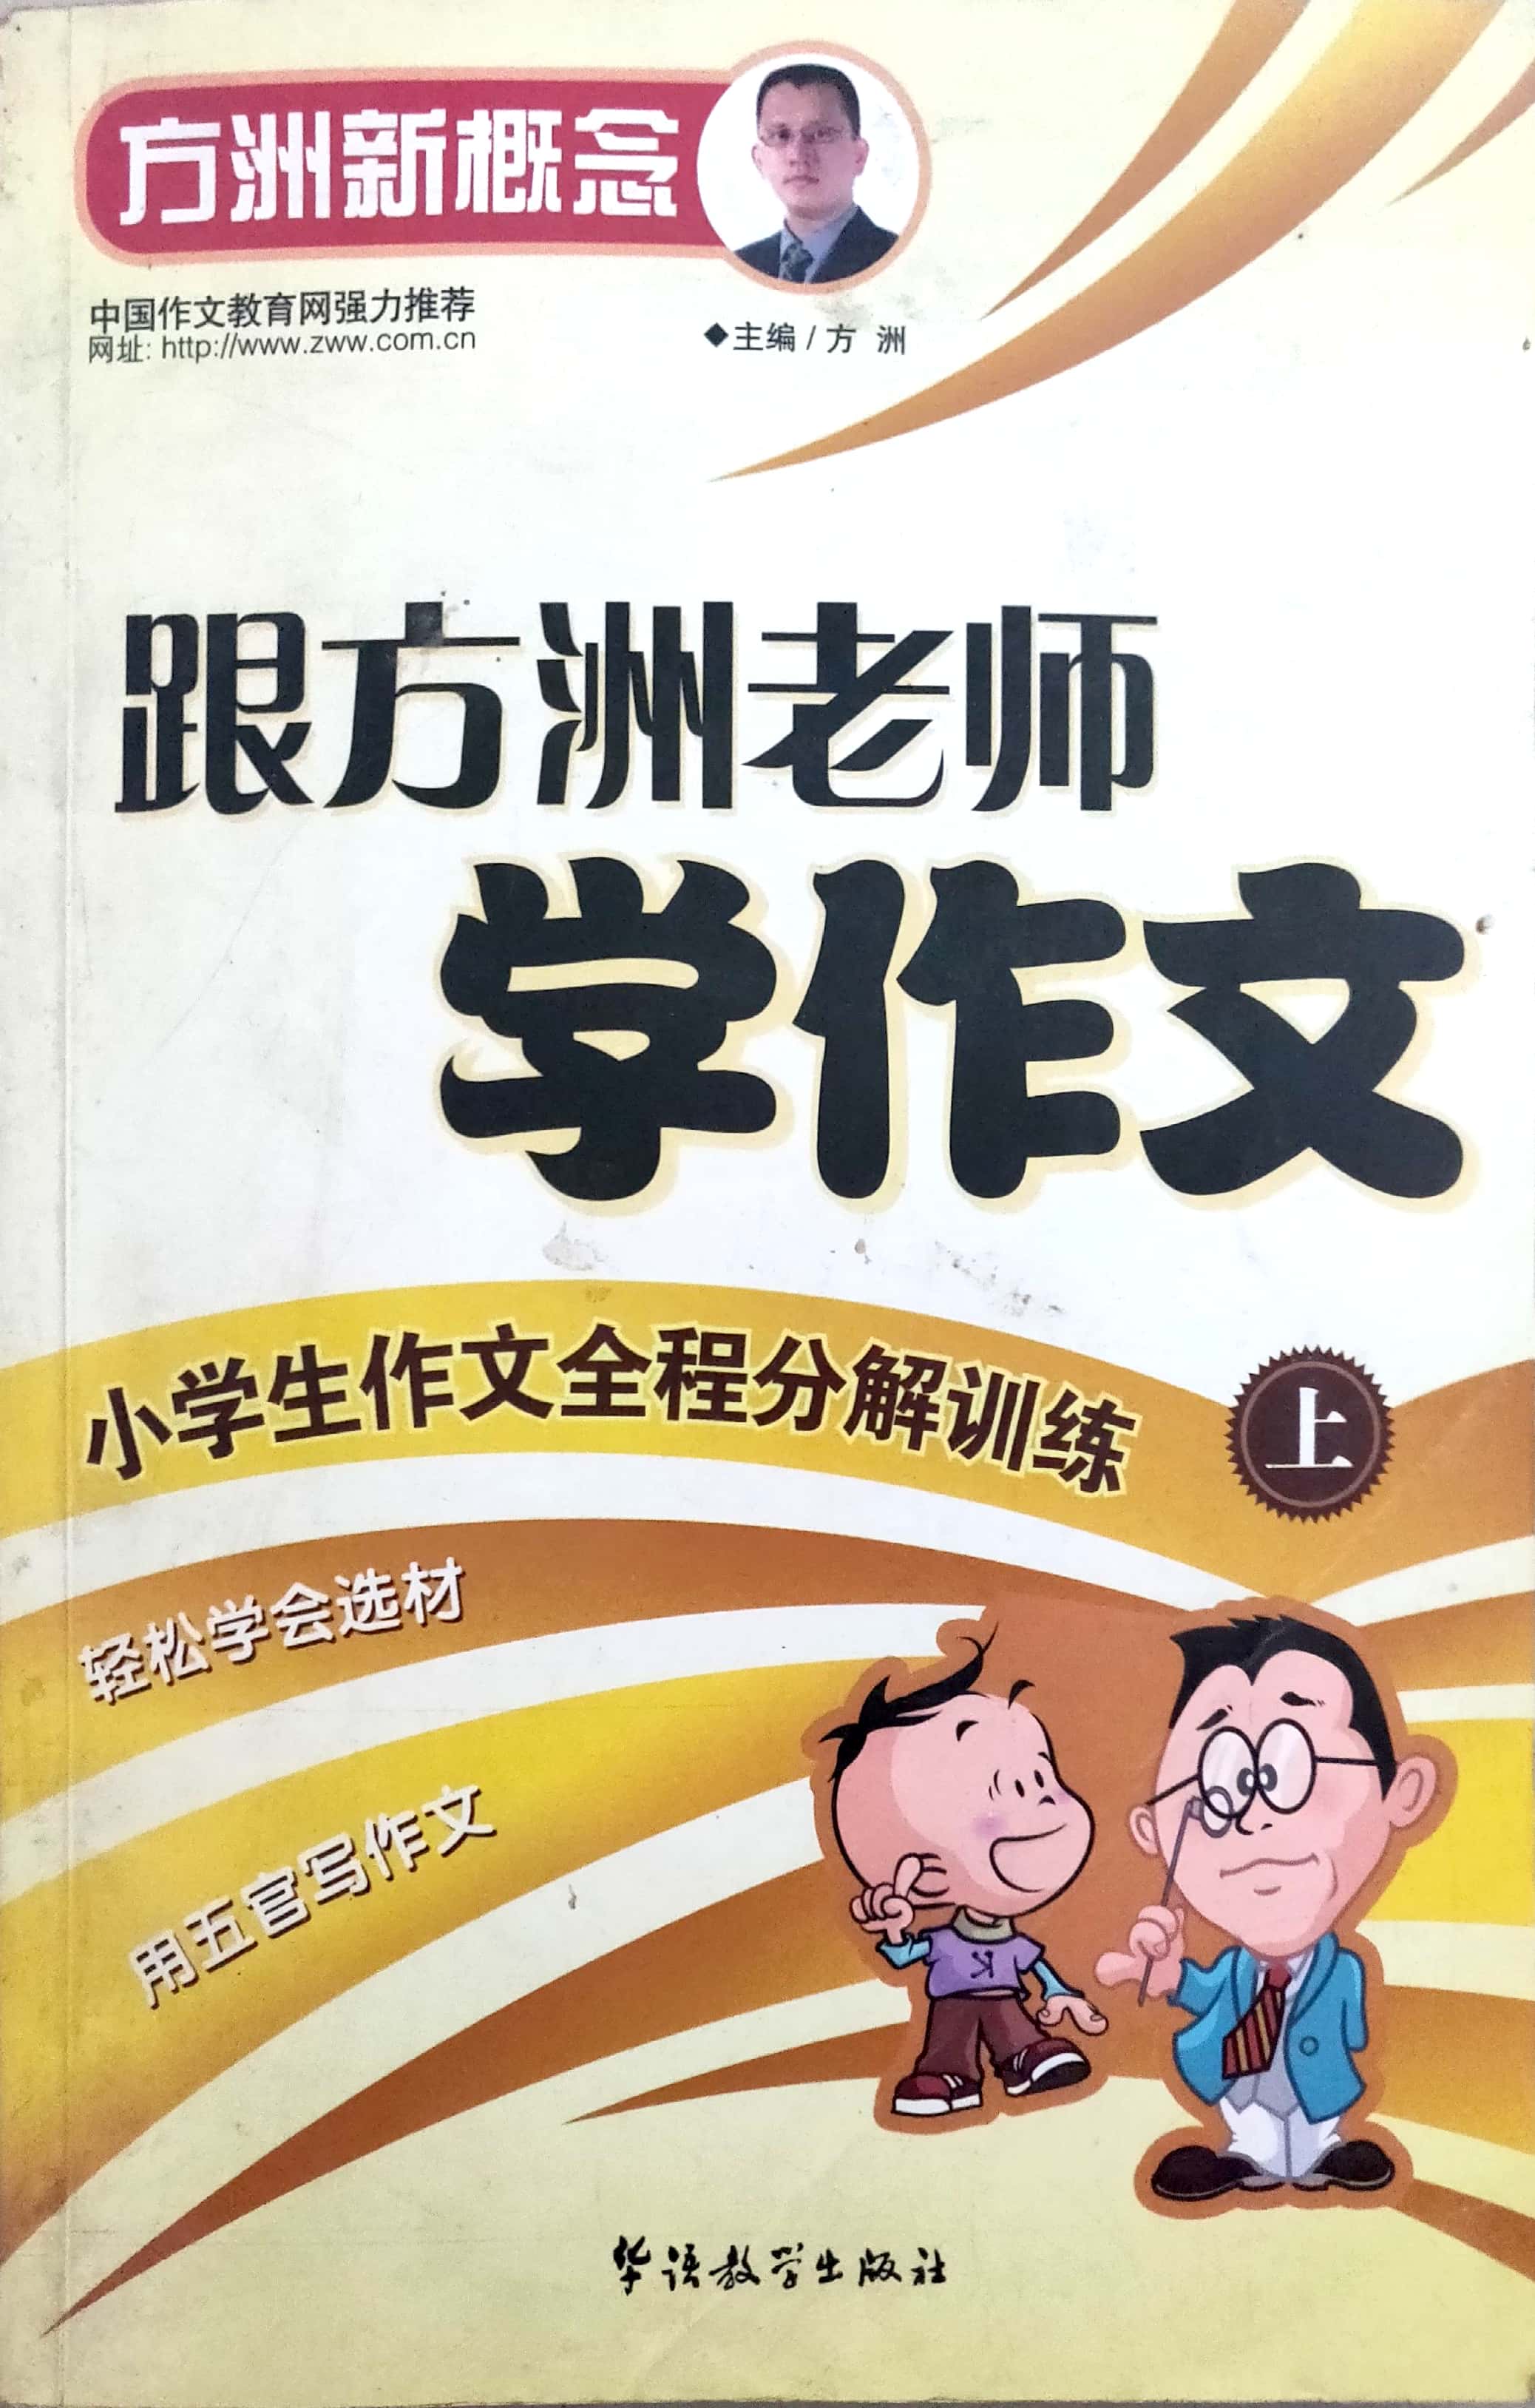 方洲新概念
中国作文教育网强力推荐
网址: http://www.zww.com.cn
◆主编 / 方 洲
跟方洲老师
学作文
小学生作文全程分解训练
上
轻松学会选材
用五官写作文
华语教学出版社